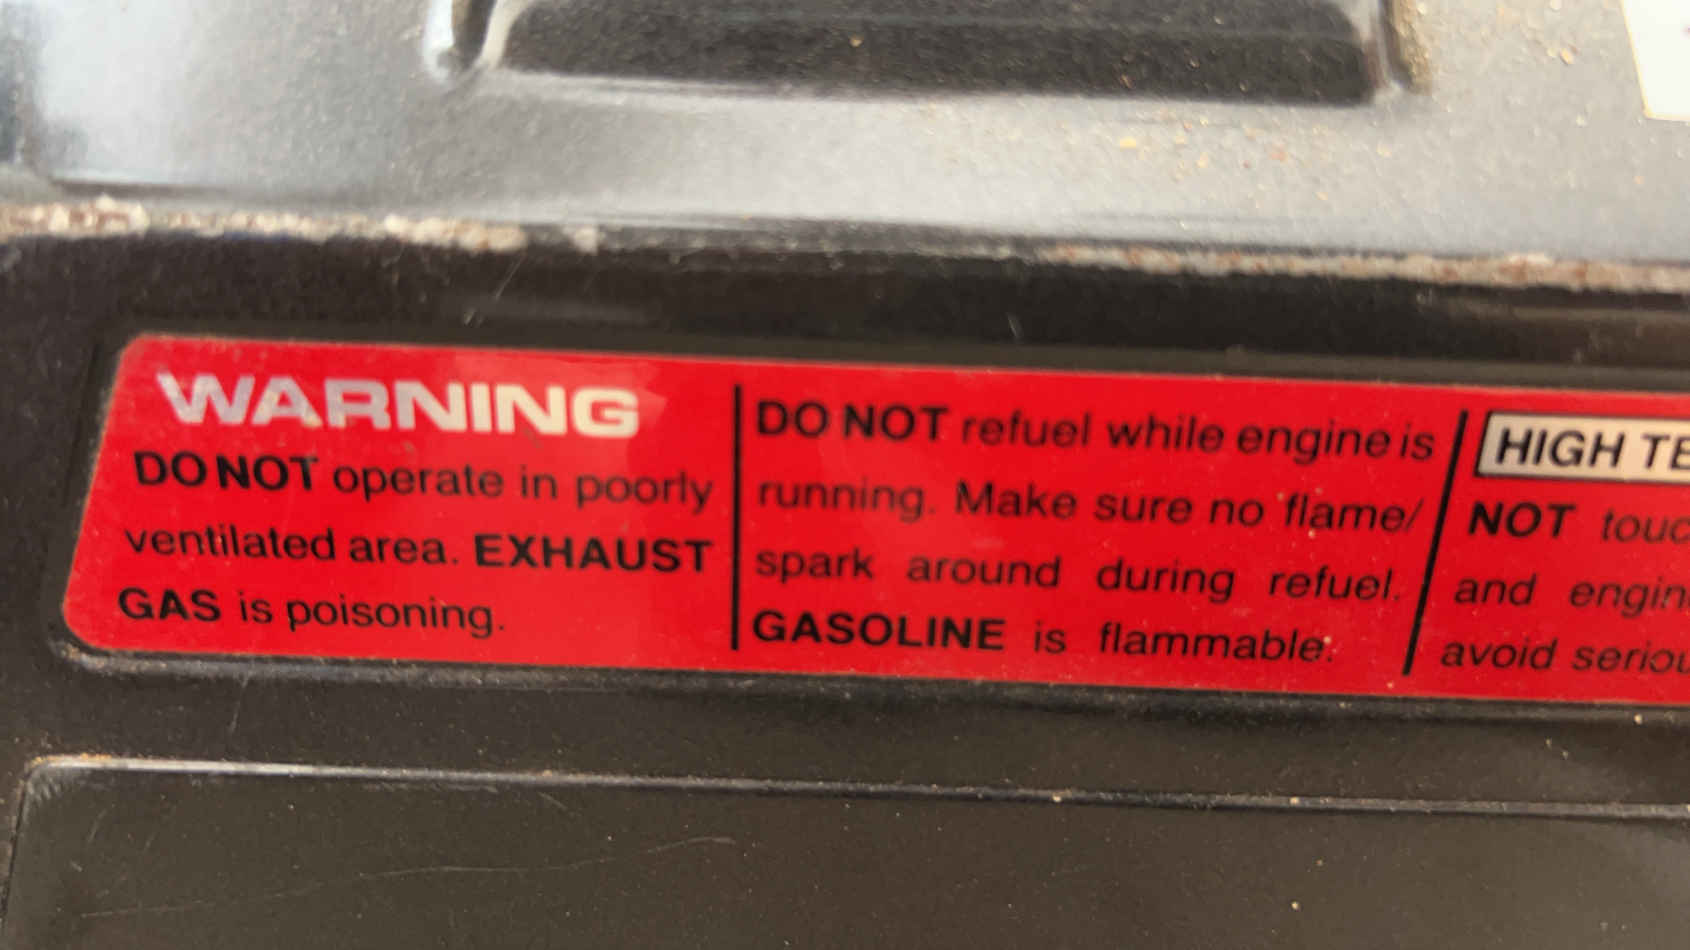 WARNING
DO NOT operate in poorly
ventilated area. EXHAUST
GAS is poisoning.
DO NOT refuel while engine is
running. Make sure no flame/
spark around during refuel.
GASOLINE is flammable.
HIGH
NOT
and
avoid